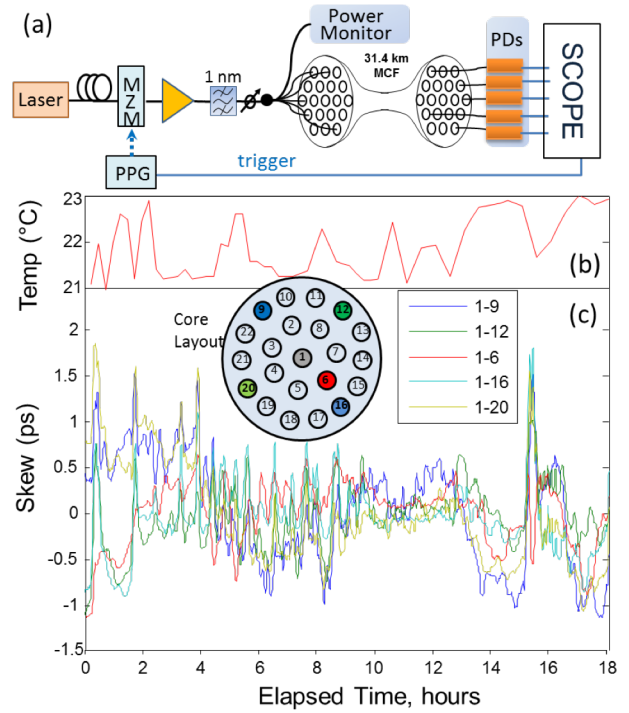 (a)
Power
Monitor
31.4 km
MCF
PDs
SCOPE
1 nm
Laser
MZM
PPG
trigger
Temp (°C)
23
22
21
(b)
(c)
Core
Layout
10
11
9
12
22
2
8
13
3
7
21
1
14
4
6
20
5
15
19
16
18
17
1-9
1-12
1-6
1-16
1-20
Skew (ps)
2
1.5
1
0.5
0
-0.5
-1
-1.5
0 2 4 6 8 10 12 14 16 18
Elapsed Time, hours